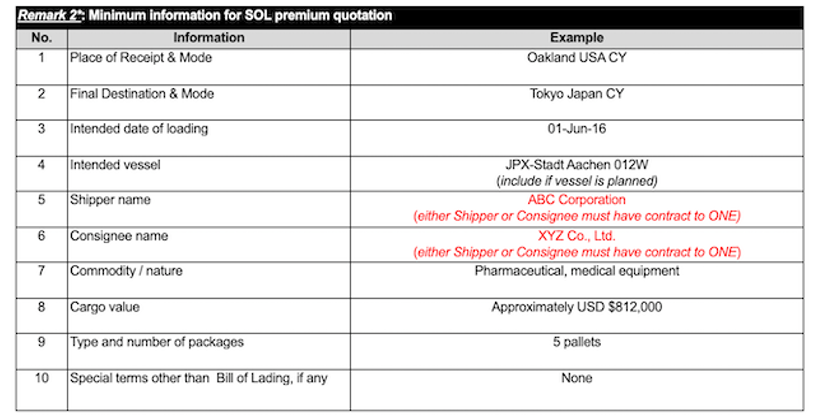 Remark 2*: Minimum information for SOL premium quotation
No. Information Example
1 Place of Receipt & Mode Oakland USA CY
2 Final Destination & Mode Tokyo Japan CY
3 Intended date of loading 01-Jun-16
4 Intended vessel JPX-Stadt Aachen 012W
(include if vessel is planned)
5 Shipper name ABC Corporation
(either Shipper or Consignee must have contract to ONE)
6 Consignee name XYZ Co., Ltd.
(either Shipper or Consignee must have contract to ONE)
7 Commodity / nature Pharmaceutical, medical equipment
8 Cargo value Approximately USD $812,000
9 Type and number of packages 5 pallets
10 Special terms other than Bill of Lading, if any None